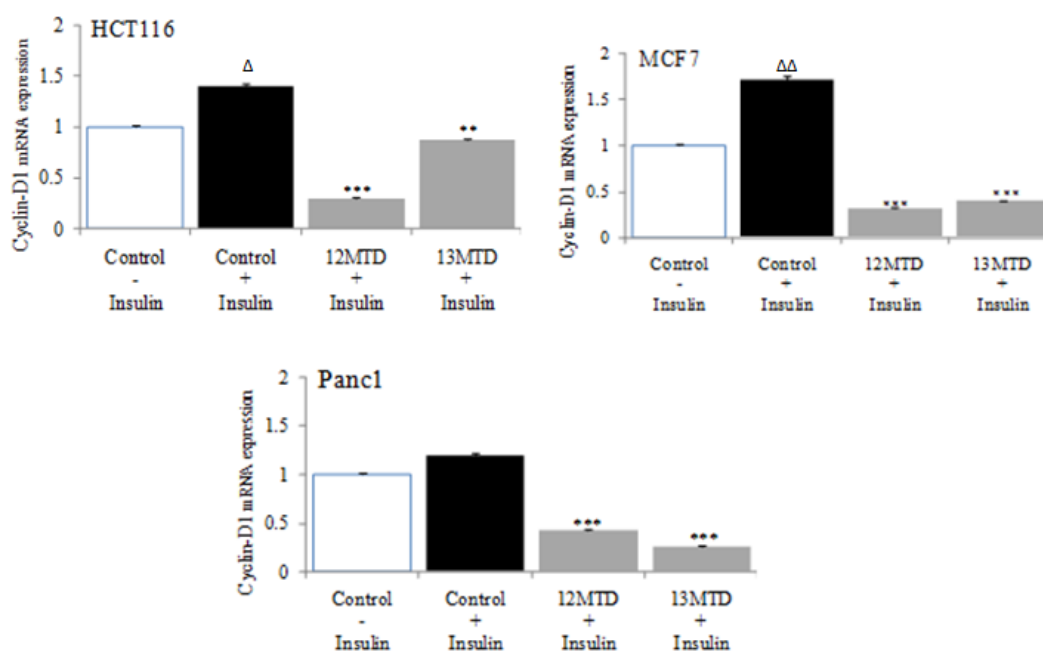 HCT116
Cyclin-D1 mRNA expression
2
1.5
1
0.5
0
Δ
***
**
Control Control 12MTD 13MTD
- + + +
Insulin Insulin Insulin Insulin
MCF7
Cyclin-D1 mRNA expression
2
1.5
1
0.5
0
ΔΔ
***
***
Control Control 12MTD 13MTD
- + + +
Insulin Insulin Insulin Insulin
Panc1
Cyclin-D1 mRNA expression
2
1.5
1
0.5
0
***
***
Control Control 12MTD 13MTD
- + + +
Insulin Insulin Insulin Insulin